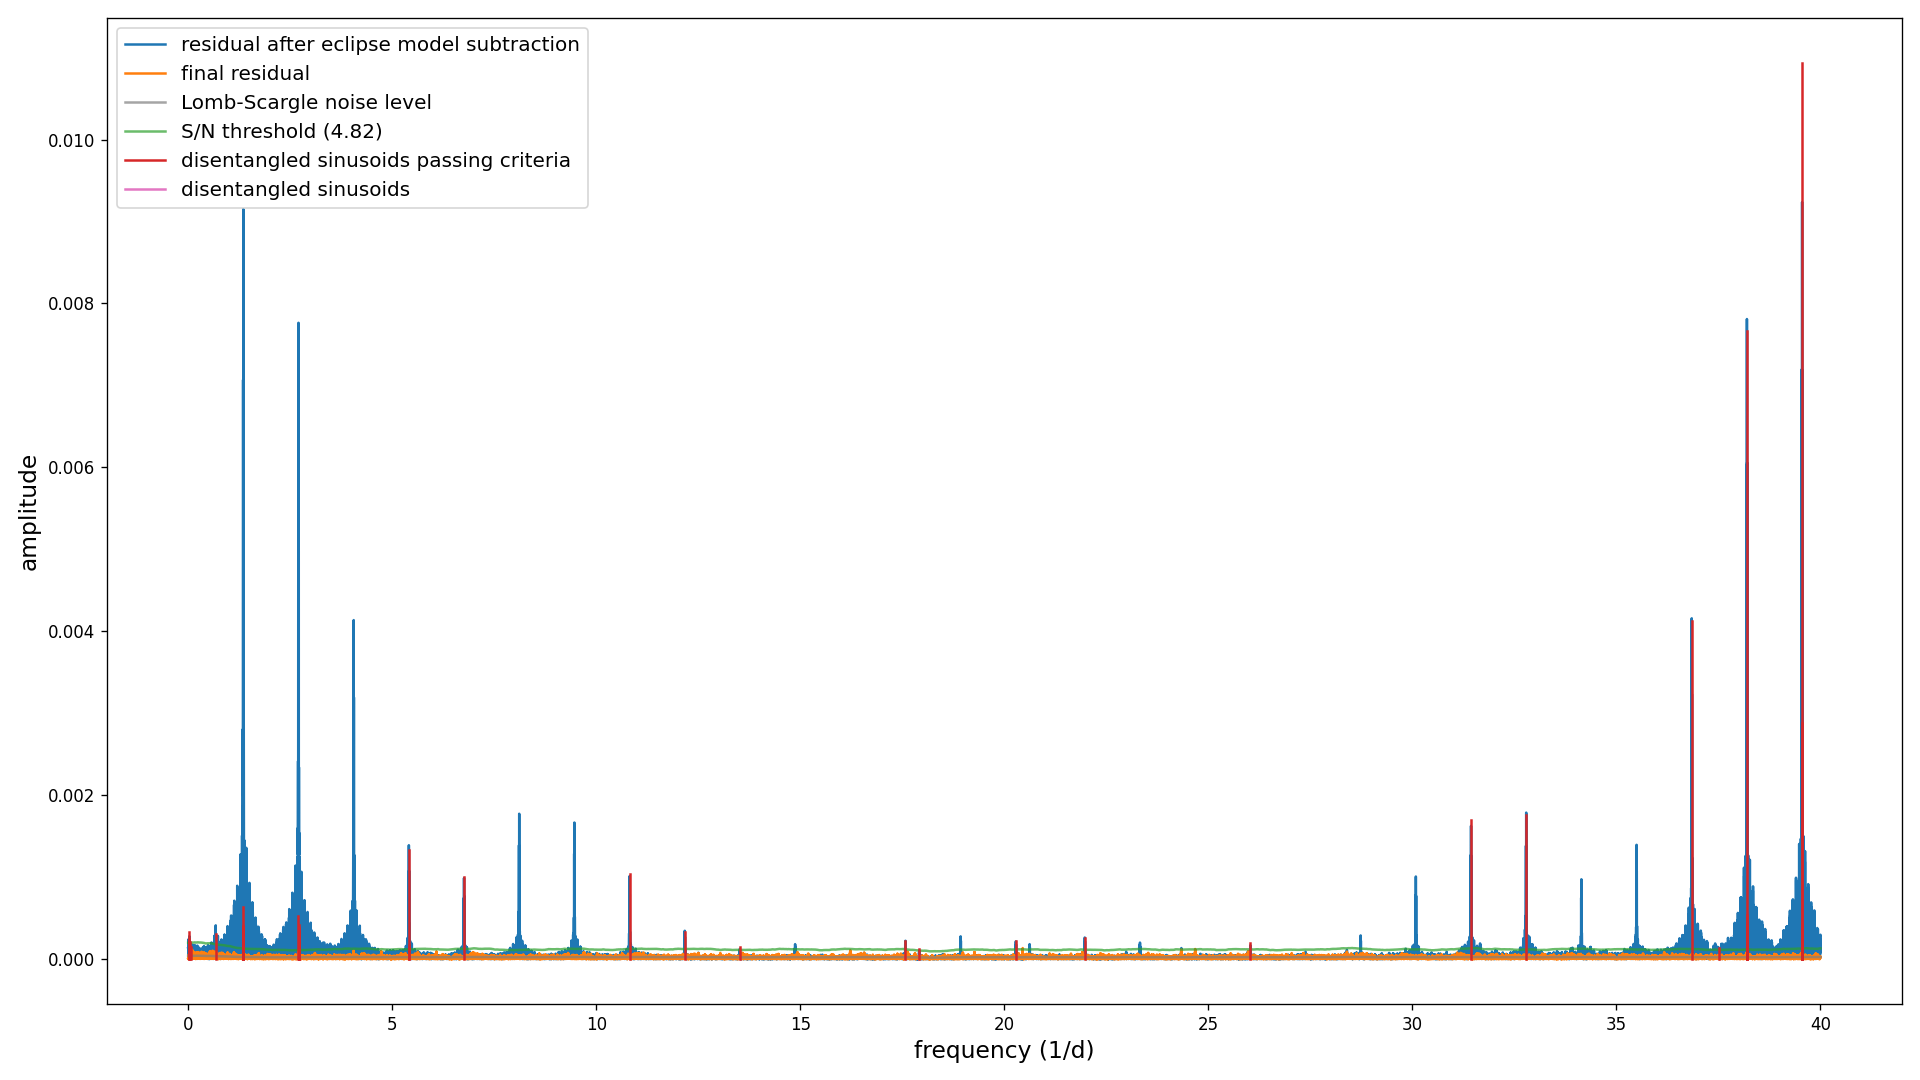 residual after eclipse model subtraction
final residual
Lomb-Scargle noise level
S/N threshold (4.82)
disentangled sinusoids passing criteria
disentangled sinusoids
0.010
0.008
0.006
0.004
0.002
0.000
amplitude
0 5 10 15 20 25 30 35 40
frequency (1/d)